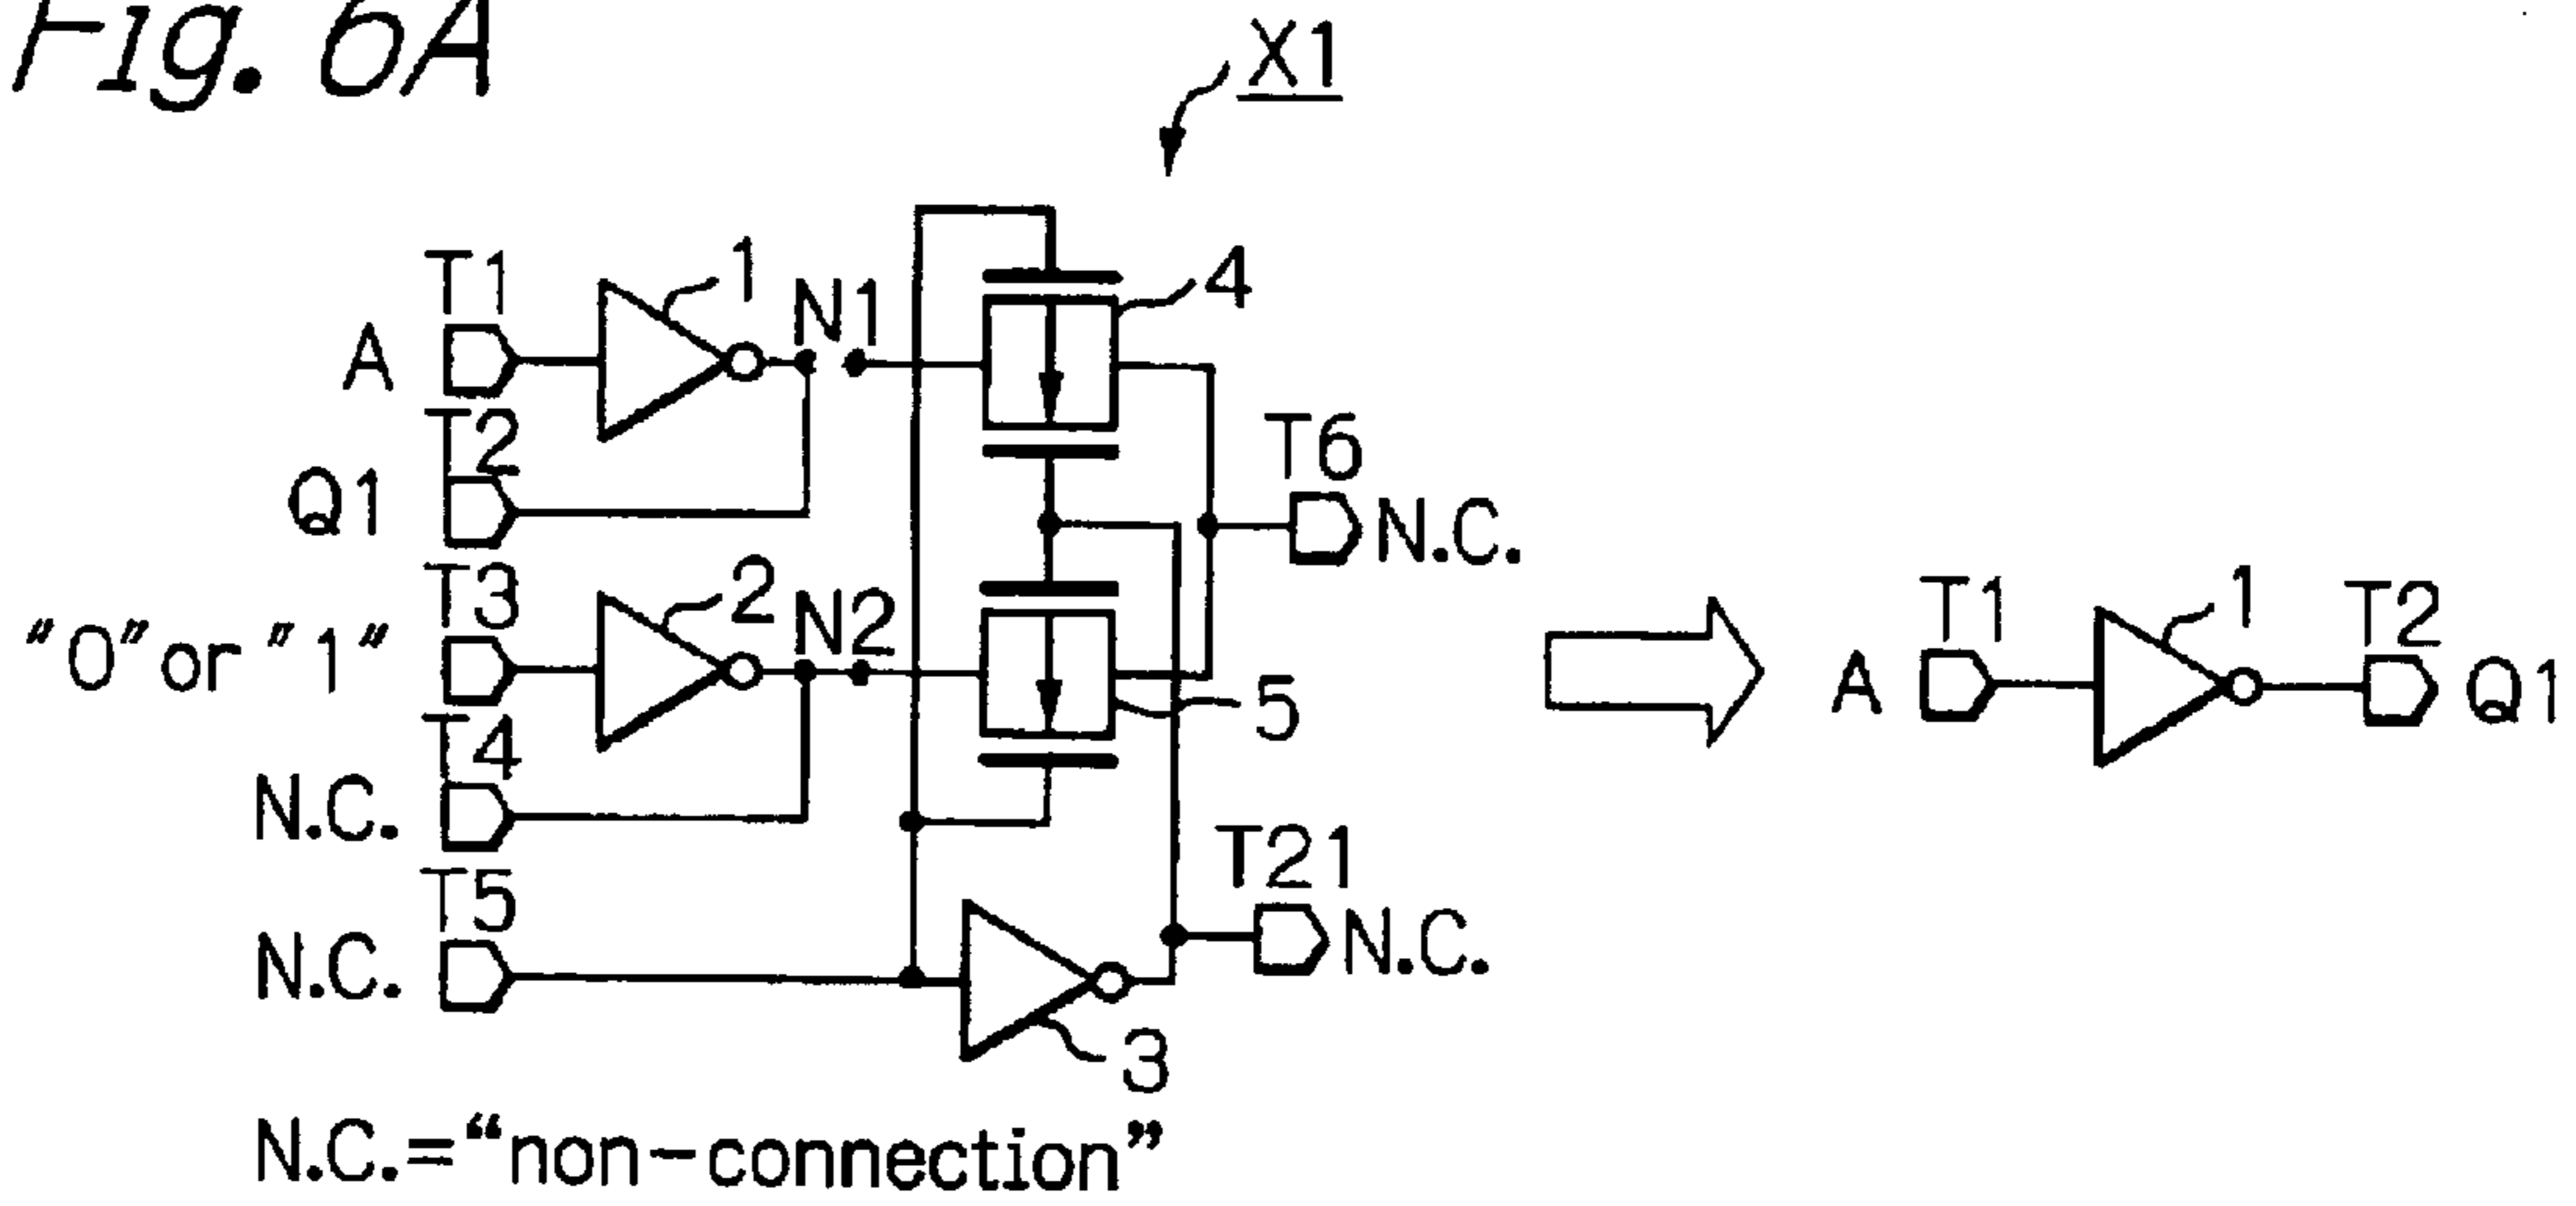 Fig. 6A
X1
T1
1
N1
4
A
T2
Q1
T6
N.C.
T3
2
N2
"0" or "1"
5
T4
N.C.
T21
N.C.
T5
N.C.
3
T1
1
T2
A
Q1
N.C.="non-connection"